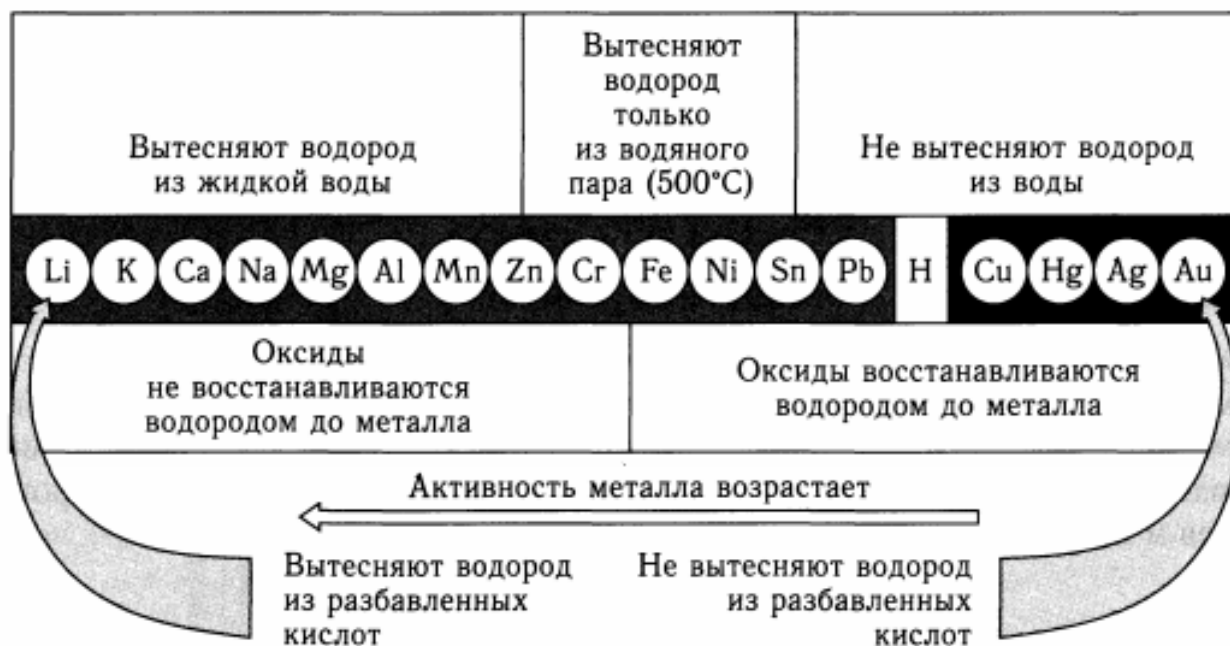 Вытесняют водород
из жидкой воды
Вытесняют
водород
только
из водяного
пара (500°С)
Не вытесняют водород
из воды
Li K Ca Na Mg Al Mn Zn Cr Fe Ni Sn Pb H Cu Hg Ag Au
Оксиды
не восстанавливаются
водородом до металла
Оксиды восстанавливаются
водородом до металла
Активность металла возрастает
Вытесняют водород
из разбавленных
кислот
Не вытесняют водород
из разбавленных
кислот